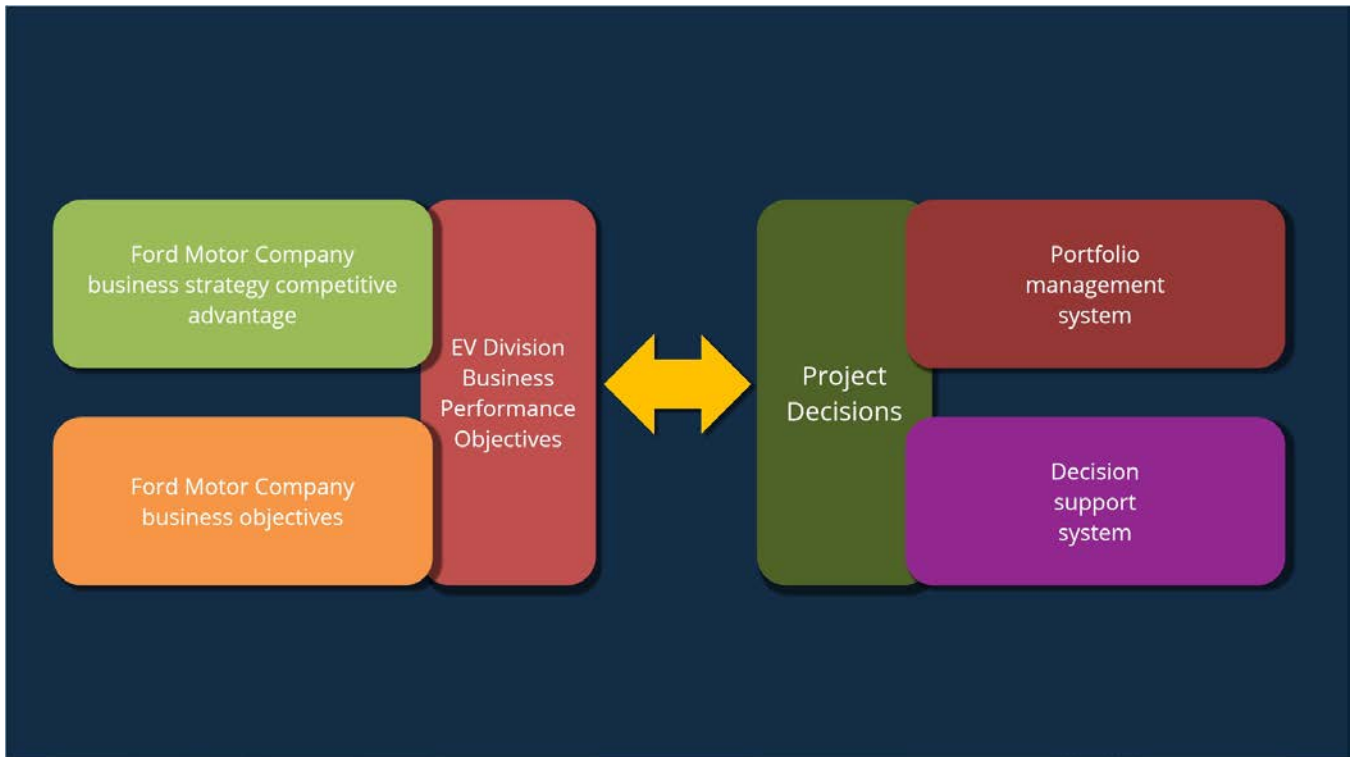 Ford Motor Company
business strategy competitive
advantage
Ford Motor Company
business objectives
EV Division
Business
Performance
Objectives
Project
Decisions
Portfolio
management
system
Decision
support
system